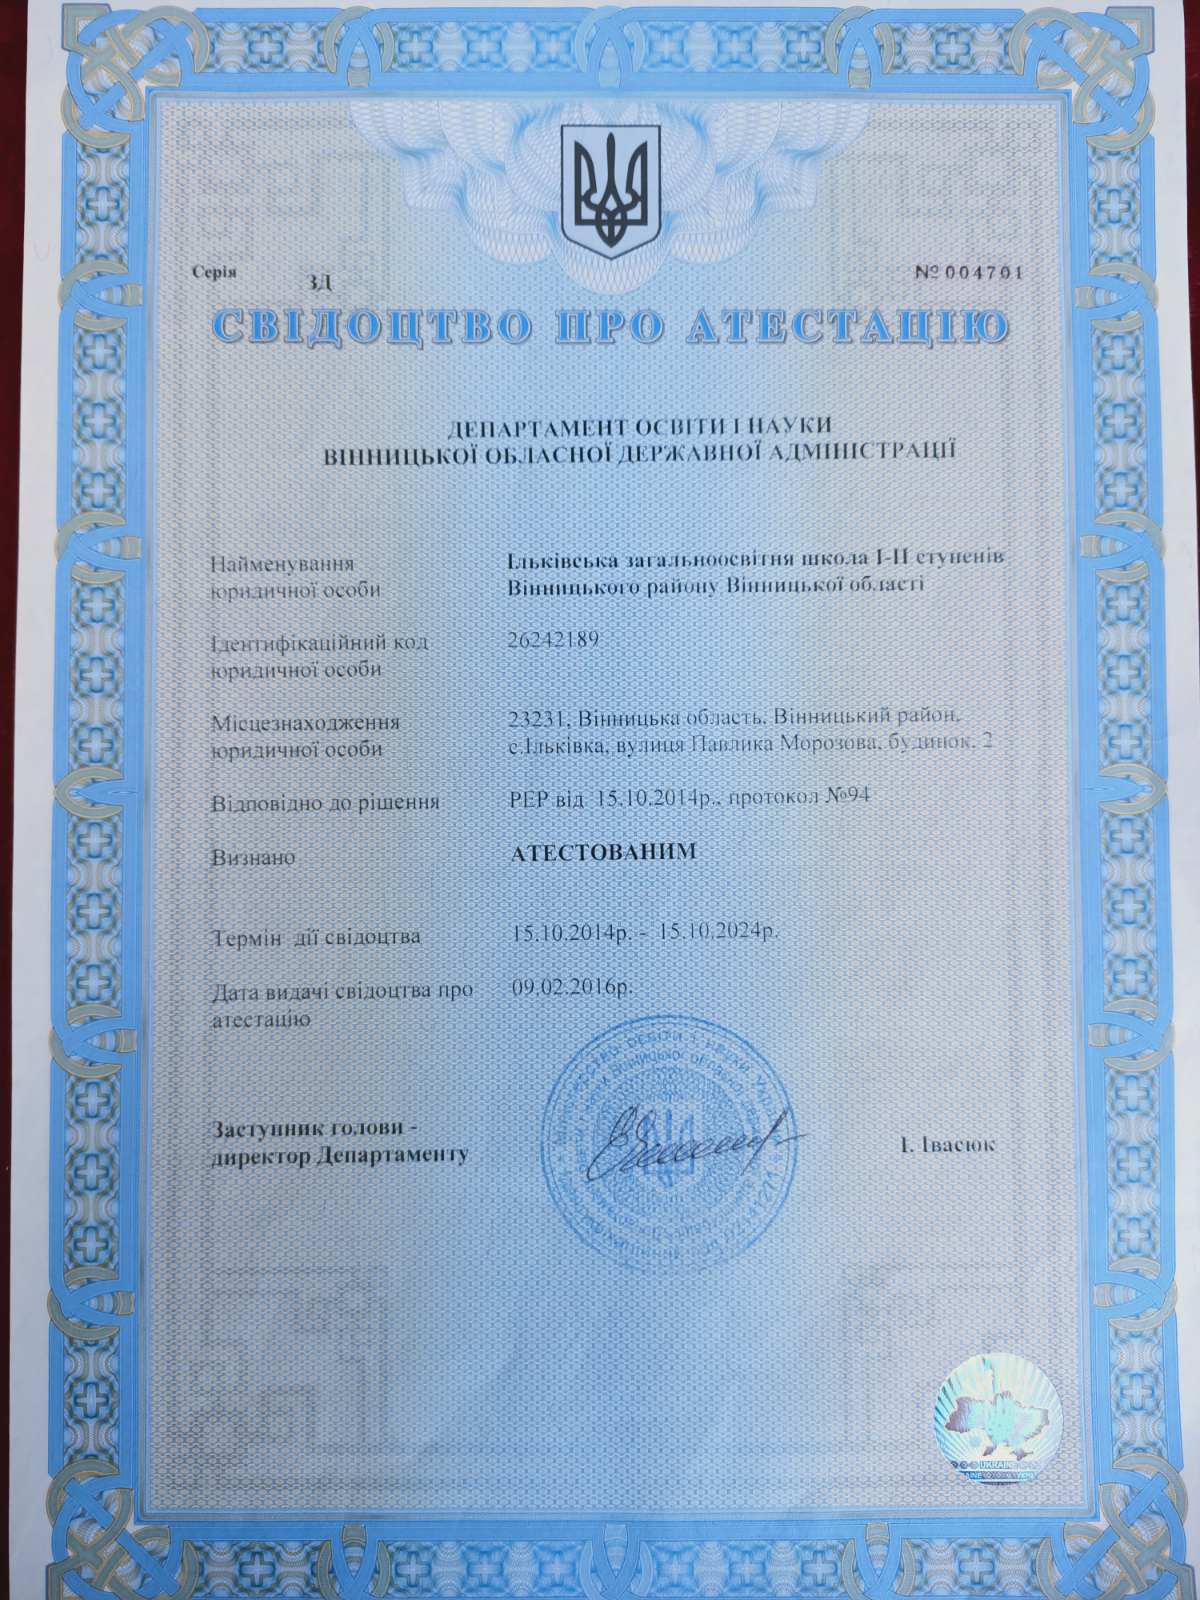 Серія
ЗД
№ 004701
СВІДОЦТВО ПРО АТЕСТАЦІЮ
ДЕПАРТАМЕНТ ОСВІТИ І НАУКИ
ВІННИЦЬКОЇ ОБЛАСНОЇ ДЕРЖАВНОЇ АДМІНІСТРАЦІЇ
Найменування
юридичної особи
Ільківська загальноосвітня школа І-ІІ ступенів
Вінницького району Вінницької області
Ідентифікаційний код
юридичної особи
26242189
Місцезнаходження
юридичної особи
23231, Вінницька область, Вінницький район,
с.Ільківка, вулиця Павлика Морозова, будинок, 2
Відповідно до рішення
РЕР від 15.10.2014р., протокол №94
Визнано
АТЕСТОВАНИМ
Термін дії свідоцтва
15.10.2014р. - 15.10.2024р.
Дата видачі свідоцтва про
атестацію
09.02.2016р.
Заступник голови -
директор Департаменту
І. Івасюк
UKRAINE